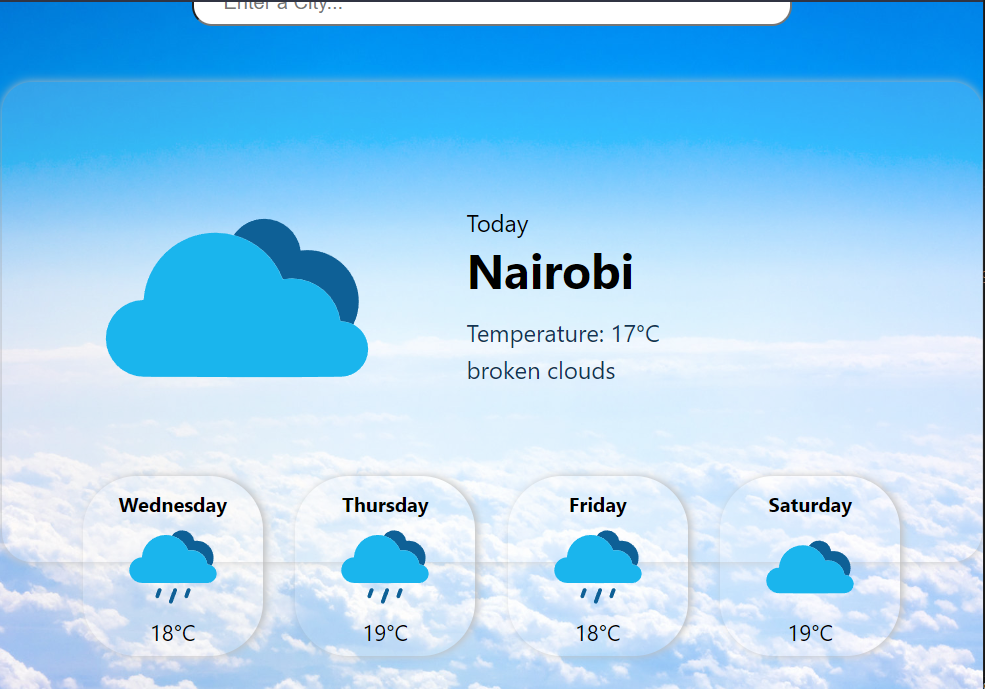 Enter a City...
Today
Nairobi
Temperature: 17°C
broken clouds
Wednesday Thursday Friday Saturday
18°C 19°C 18°C 19°C